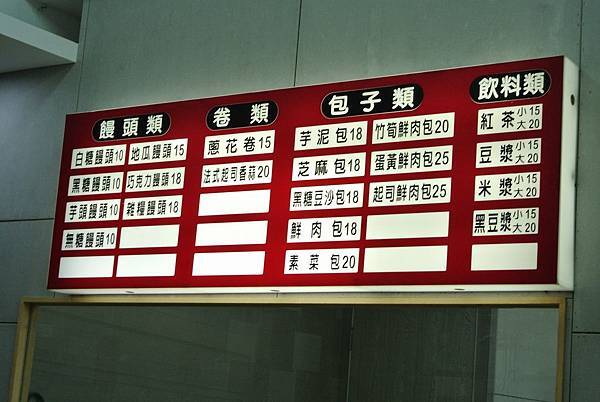 饅頭類
白糖饅頭10 地瓜饅頭15
黑糖饅頭10 巧克力饅頭18
芋頭饅頭10 雜糧饅頭18
無糖饅頭10
卷類
蔥花卷15
法式起司香蒜20
包子類
芋泥包18 竹筍鮮肉包20
芝麻包18 蛋黃鮮肉包25
黑糖豆沙包18 起司鮮肉包25
鮮肉包18
素菜包20
飲料類
紅茶小15大20
豆漿小15大20
米漿小15大20
黑豆漿小15大20